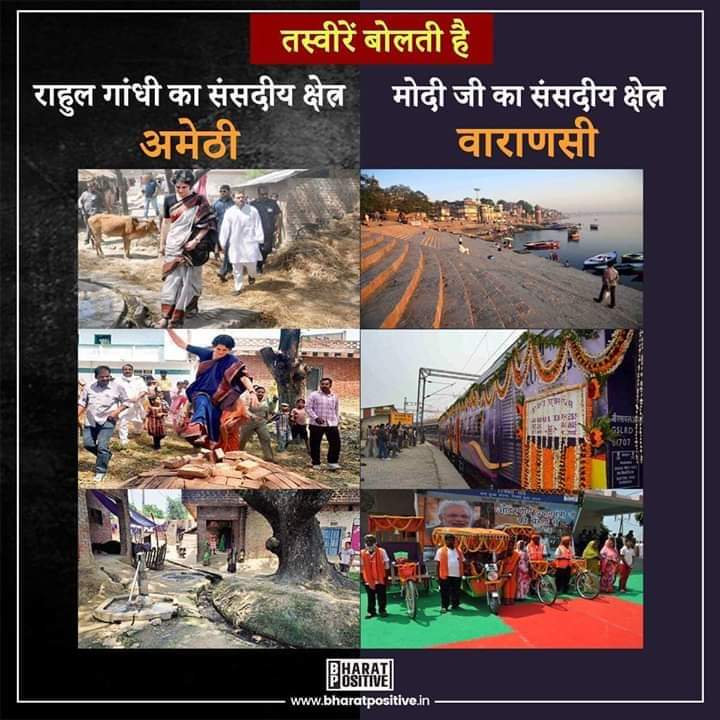 तस्वीरें बोलती है
राहुल गांधी का संसदीय क्षेत्र
अमेठी
मोदी जी का संसदीय क्षेत्र
वाराणसी
BHARAT
POSITIVE
www.bharatpositive.in